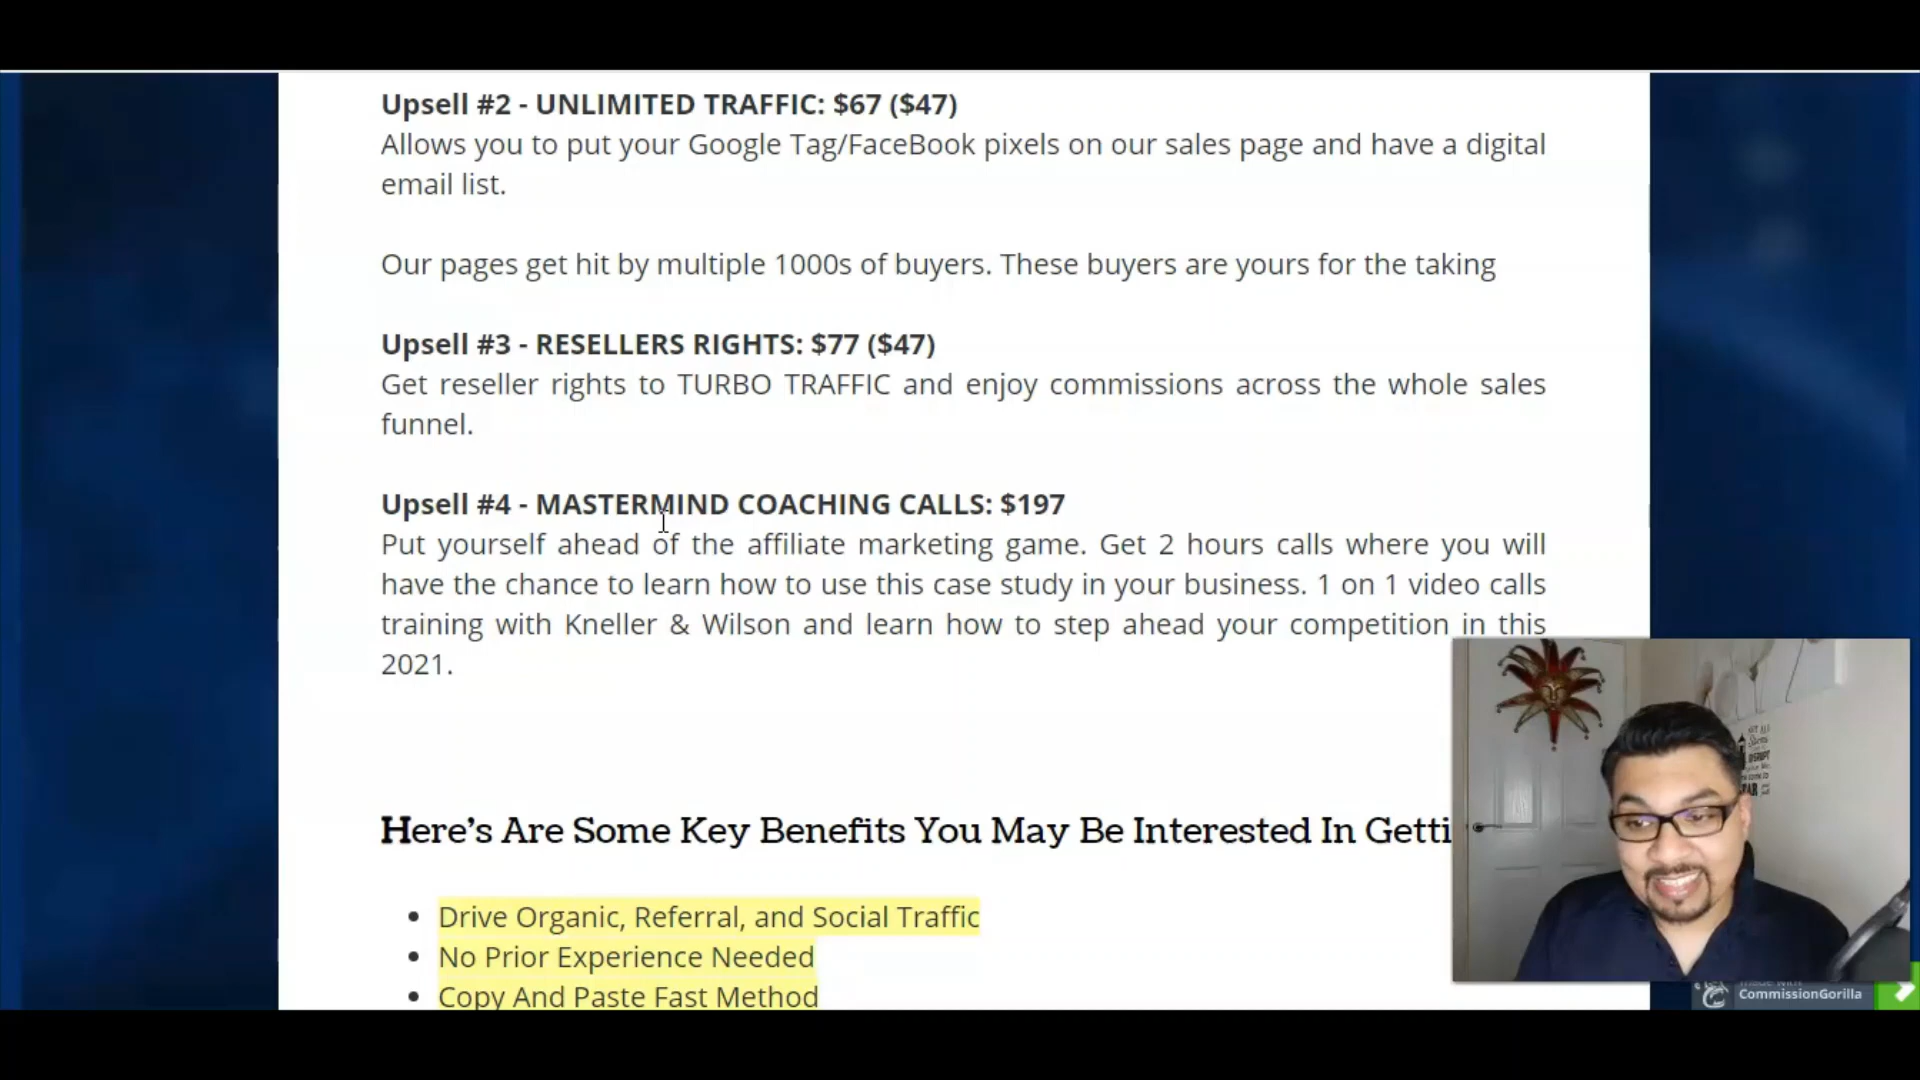 Upsell #2 - UNLIMITED TRAFFIC: $67 ($47)
Allows you to put your Google Tag/FaceBook pixels on our sales page and have a digital
email list.
Our pages get hit by multiple 1000s of buyers. These buyers are yours for the taking
Upsell #3 - RESELLERS RIGHTS: $77 ($47)
Get reseller rights to TURBO TRAFFIC and enjoy commissions across the whole sales
funnel.
Upsell #4 - MASTERMIND COACHING CALLS: $197
Put yourself ahead of the affiliate marketing game. Get 2 hours calls where you will
have the chance to learn how to use this case study in your business. 1 on 1 video calls
training with Kneller & Wilson and learn how to step ahead your competition in this
2021.
Here’s Are Some Key Benefits You May Be Interested In Getti
Drive Organic, Referral, and Social Traffic
No Prior Experience Needed
Copy And Paste Fast Method
CommissionGorilla